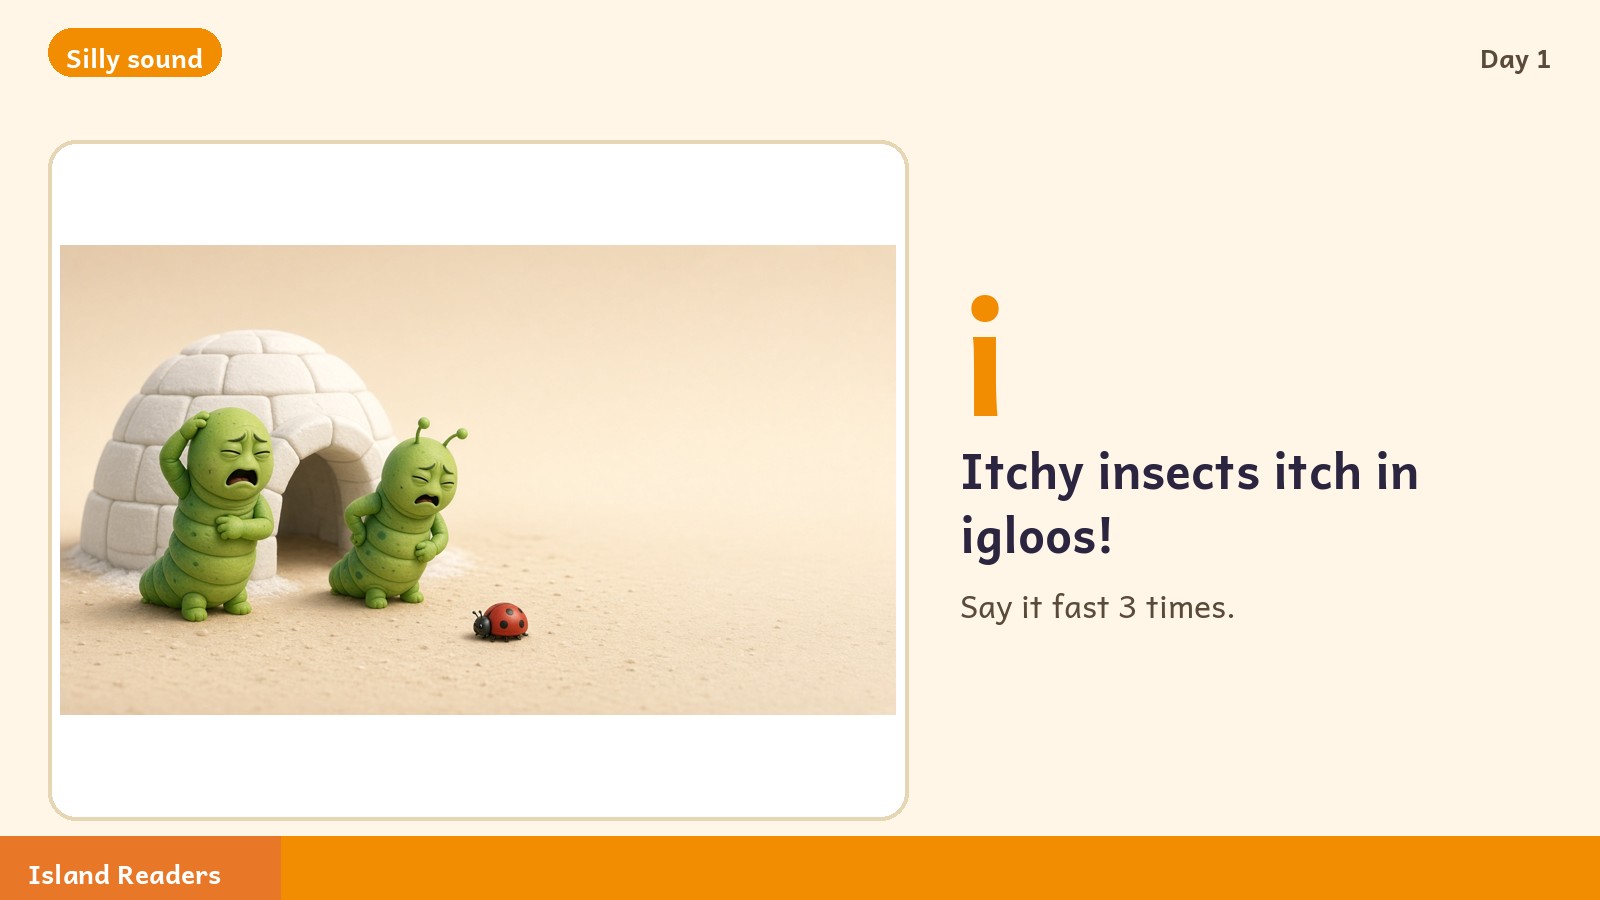 Silly sound
Day 1
i
Itchy insects itch in
igloos!
Say it fast 3 times.
Island Readers